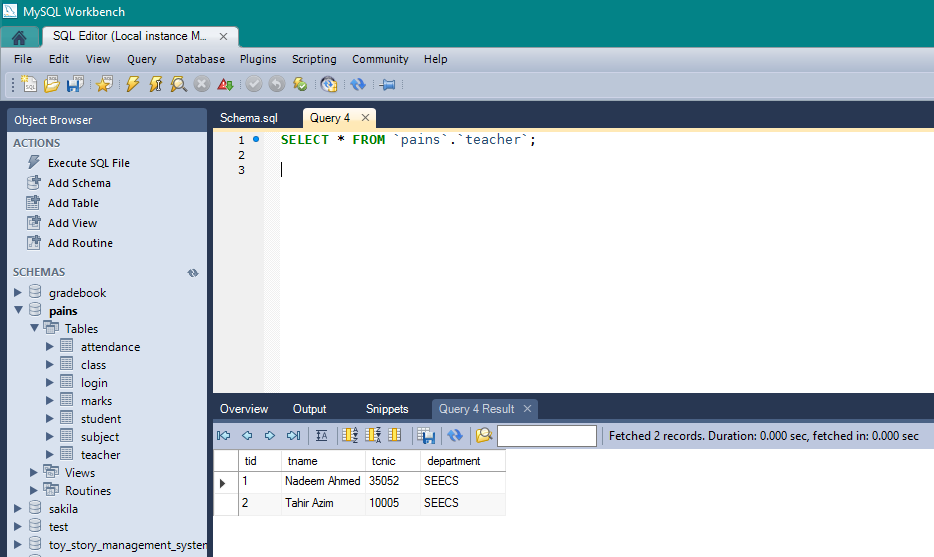 MySQL Workbench
SQL Editor (Local instance M...
File Edit View Query Database Plugins Scripting Community Help
Object Browser
Schema.sql Query 4
ACTIONS
Execute SQL File
Add Schema
Add Table
Add View
Add Routine
1 SELECT * FROM `pains`.`teacher`;
2
3
SCHEMAS
gradebook
pains
Tables
attendance
class
login
marks
student
subject
teacher
Views
Routines
sakila
test
toy_story_management_system
Overview Output Snippets Query 4 Result
Fetched 2 records. Duration: 0.000 sec, fetched in: 0.000 sec
tid tname tcnic department
1 Nadeem Ahmed 35052 SEECS
2 Tahir Azim 10005 SEECS